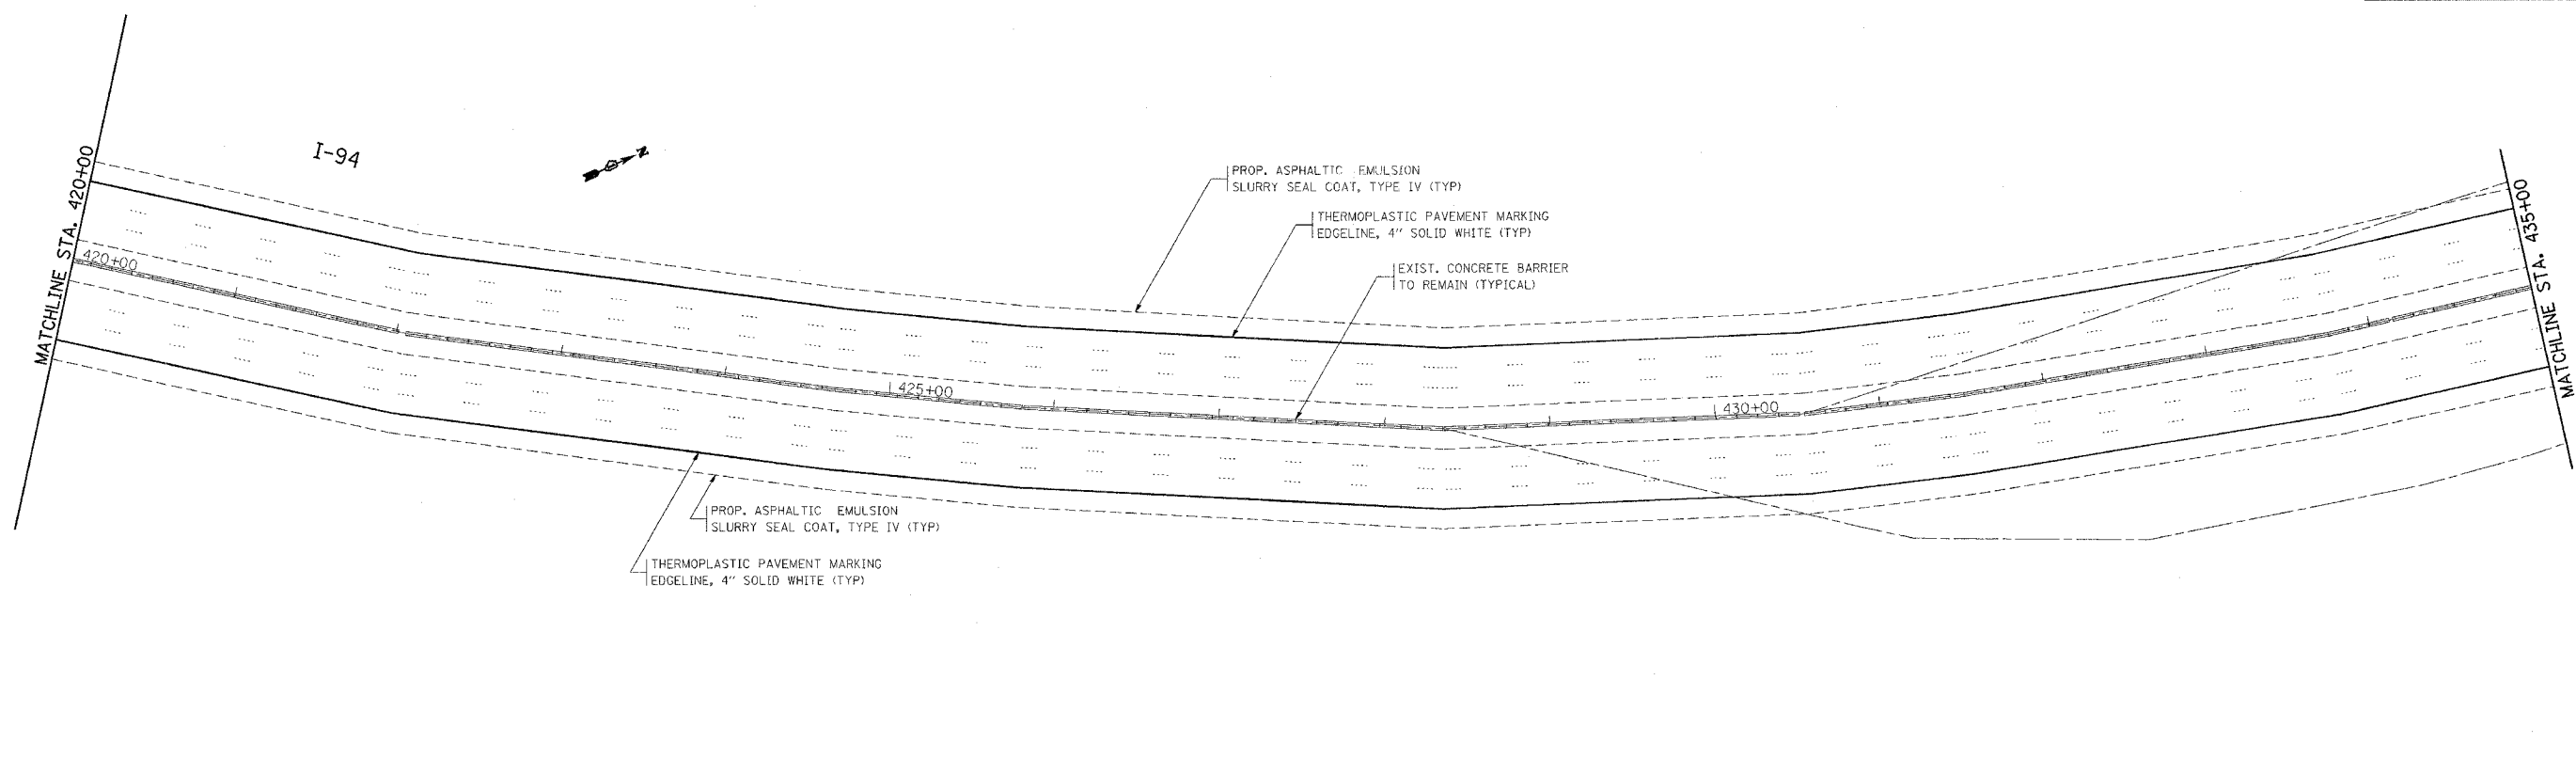 MATCHLINE STA. 420+00
I-94
N
420+00
PROP. ASPHALTIC EMULSION
SLURRY SEAL COAT, TYPE IV (TYP)
THERMOPLASTIC PAVEMENT MARKING
EDGELINE, 4" SOLID WHITE (TYP)
EXIST. CONCRETE BARRIER
TO REMAIN (TYPICAL)
425+00
430+00
MATCHLINE STA. 435+00
PROP. ASPHALTIC EMULSION
SLURRY SEAL COAT, TYPE IV (TYP)
THERMOPLASTIC PAVEMENT MARKING
EDGELINE, 4" SOLID WHITE (TYP)